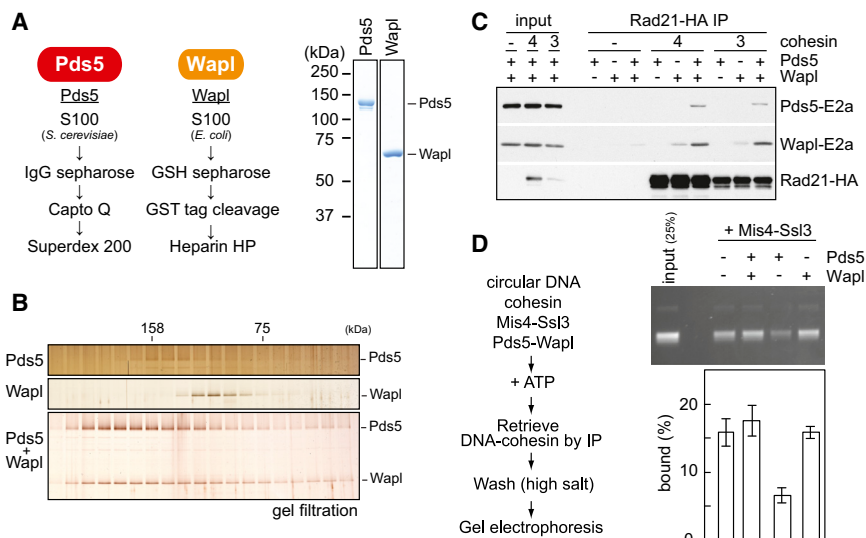 A
Pds5
Wapl
Pds5
Wapl
S100
S100
(S. cerevisiae)
(E. coli)
↓
↓
IgG sepharose
GSH sepharose
↓
↓
Capto Q
GST tag cleavage
↓
↓
Superdex 200
Heparin HP
(kDa)
Pds5
Wapl
250
150
100
75
50
37
Pds5
Wapl
B
158
75
(kDa)
Pds5
Pds5
Wapl
Wapl
Pds5
+
Wapl
Pds5
Wapl
gel filtration
C
input
Rad21-HA IP
- 4 3 - 4 3 cohesin
+ + + + - + + - + + - + Pds5
+ + + - + + - + + - + + Wapl
Pds5-E2a
Wapl-E2a
Rad21-HA
D
circular DNA
cohesin
Mis4-Ssl3
Pds5-Wapl
+ ATP
Retrieve
DNA-cohesin by IP
Wash (high salt)
Gel electrophoresis
input (25%)
+ Mis4-Ssl3
- + + - Pds5
- + - + Wapl
bound (%)
20
10
0